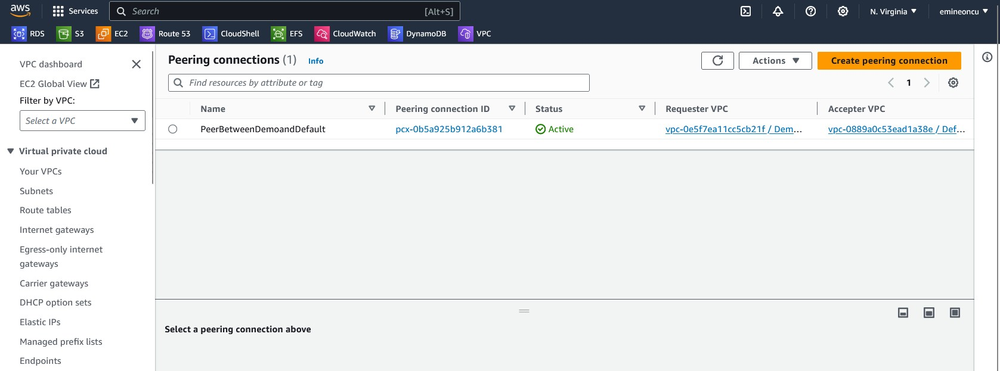 aws
Services
Search
[Alt+S]
N. Virginia
emineoncu
RDS
S3
EC2
Route 53
CloudShell
EFS
CloudWatch
DynamoDB
VPC
VPC dashboard
EC2 Global View
Filter by VPC:
Select a VPC
Virtual private cloud
Your VPCs
Subnets
Route tables
Internet gateways
Egress-only internet
gateways
Carrier gateways
DHCP option sets
Elastic IPs
Managed prefix lists
Endpoints
Peering connections (1) Info
Actions
Create peering connection
Find resources by attribute or tag
1
Name
Peering connection ID
Status
Requester VPC
Accepter VPC
PeerBetweenDemoandDefault
pcx-0b5a925b912a6b381
Active
vpc-0e5f7ea11cc5cb21f / Dem...
vpc-0889a0c53ead1a38e / Def...
Select a peering connection above